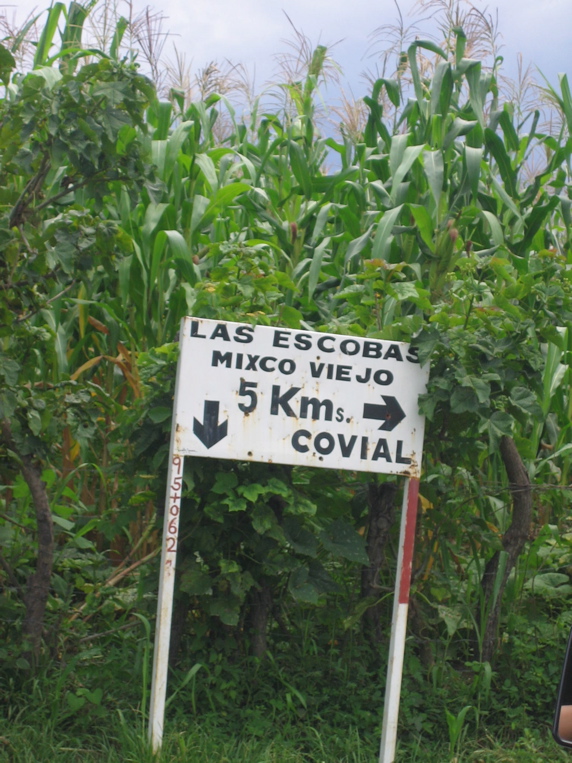 LAS ESCOBAS
MIXCO VIEJO
5 Kms.
COVIAL
95+062